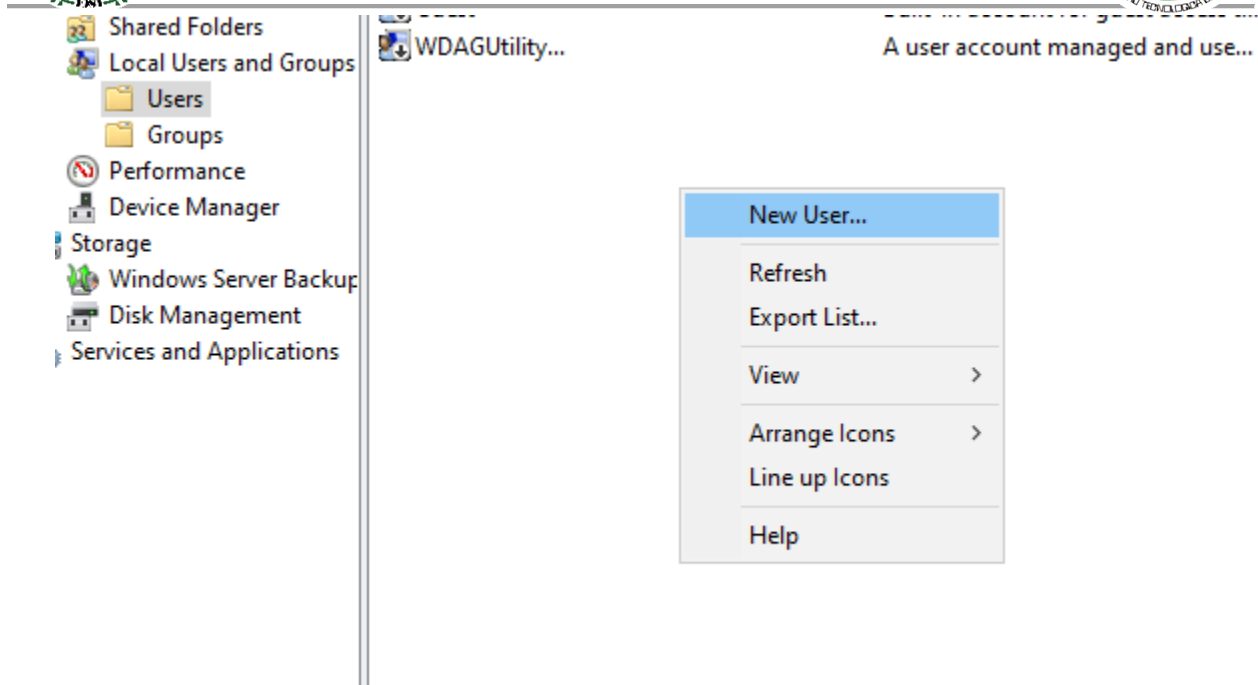 Shared Folders
WDAGUtility...
A user account managed and use...
Local Users and Groups
Users
Groups
Performance
Device Manager
Storage
Windows Server Backup
Disk Management
Services and Applications
New User...
Refresh
Export List...
View
Arrange Icons
Line up Icons
Help